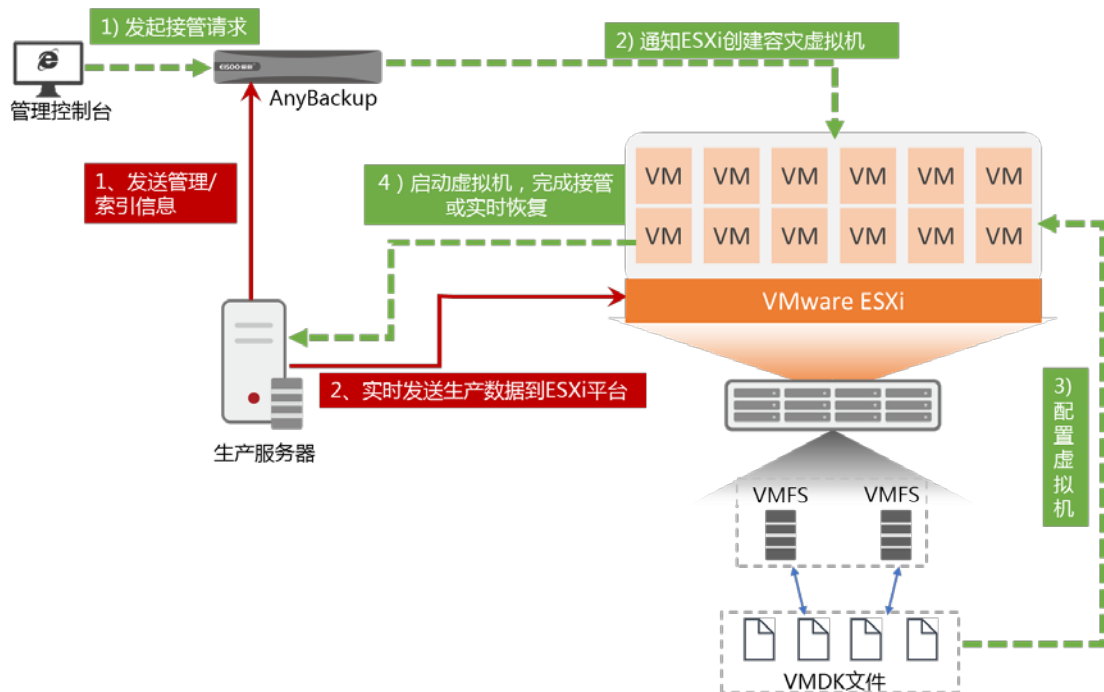 1) 发起接管请求
2) 通知ESXi创建容灾虚拟机
EISOO 爱数
AnyBackup
管理控制台
1、发送管理/
索引信息
4）启动虚拟机，完成接管
或实时恢复
VM VM VM VM VM VM
VM VM VM VM VM VM
VMware ESXi
2、实时发送生产数据到ESXi平台
生产服务器
3)
配
置
虚
拟
机
VMFS VMFS
VMDK文件